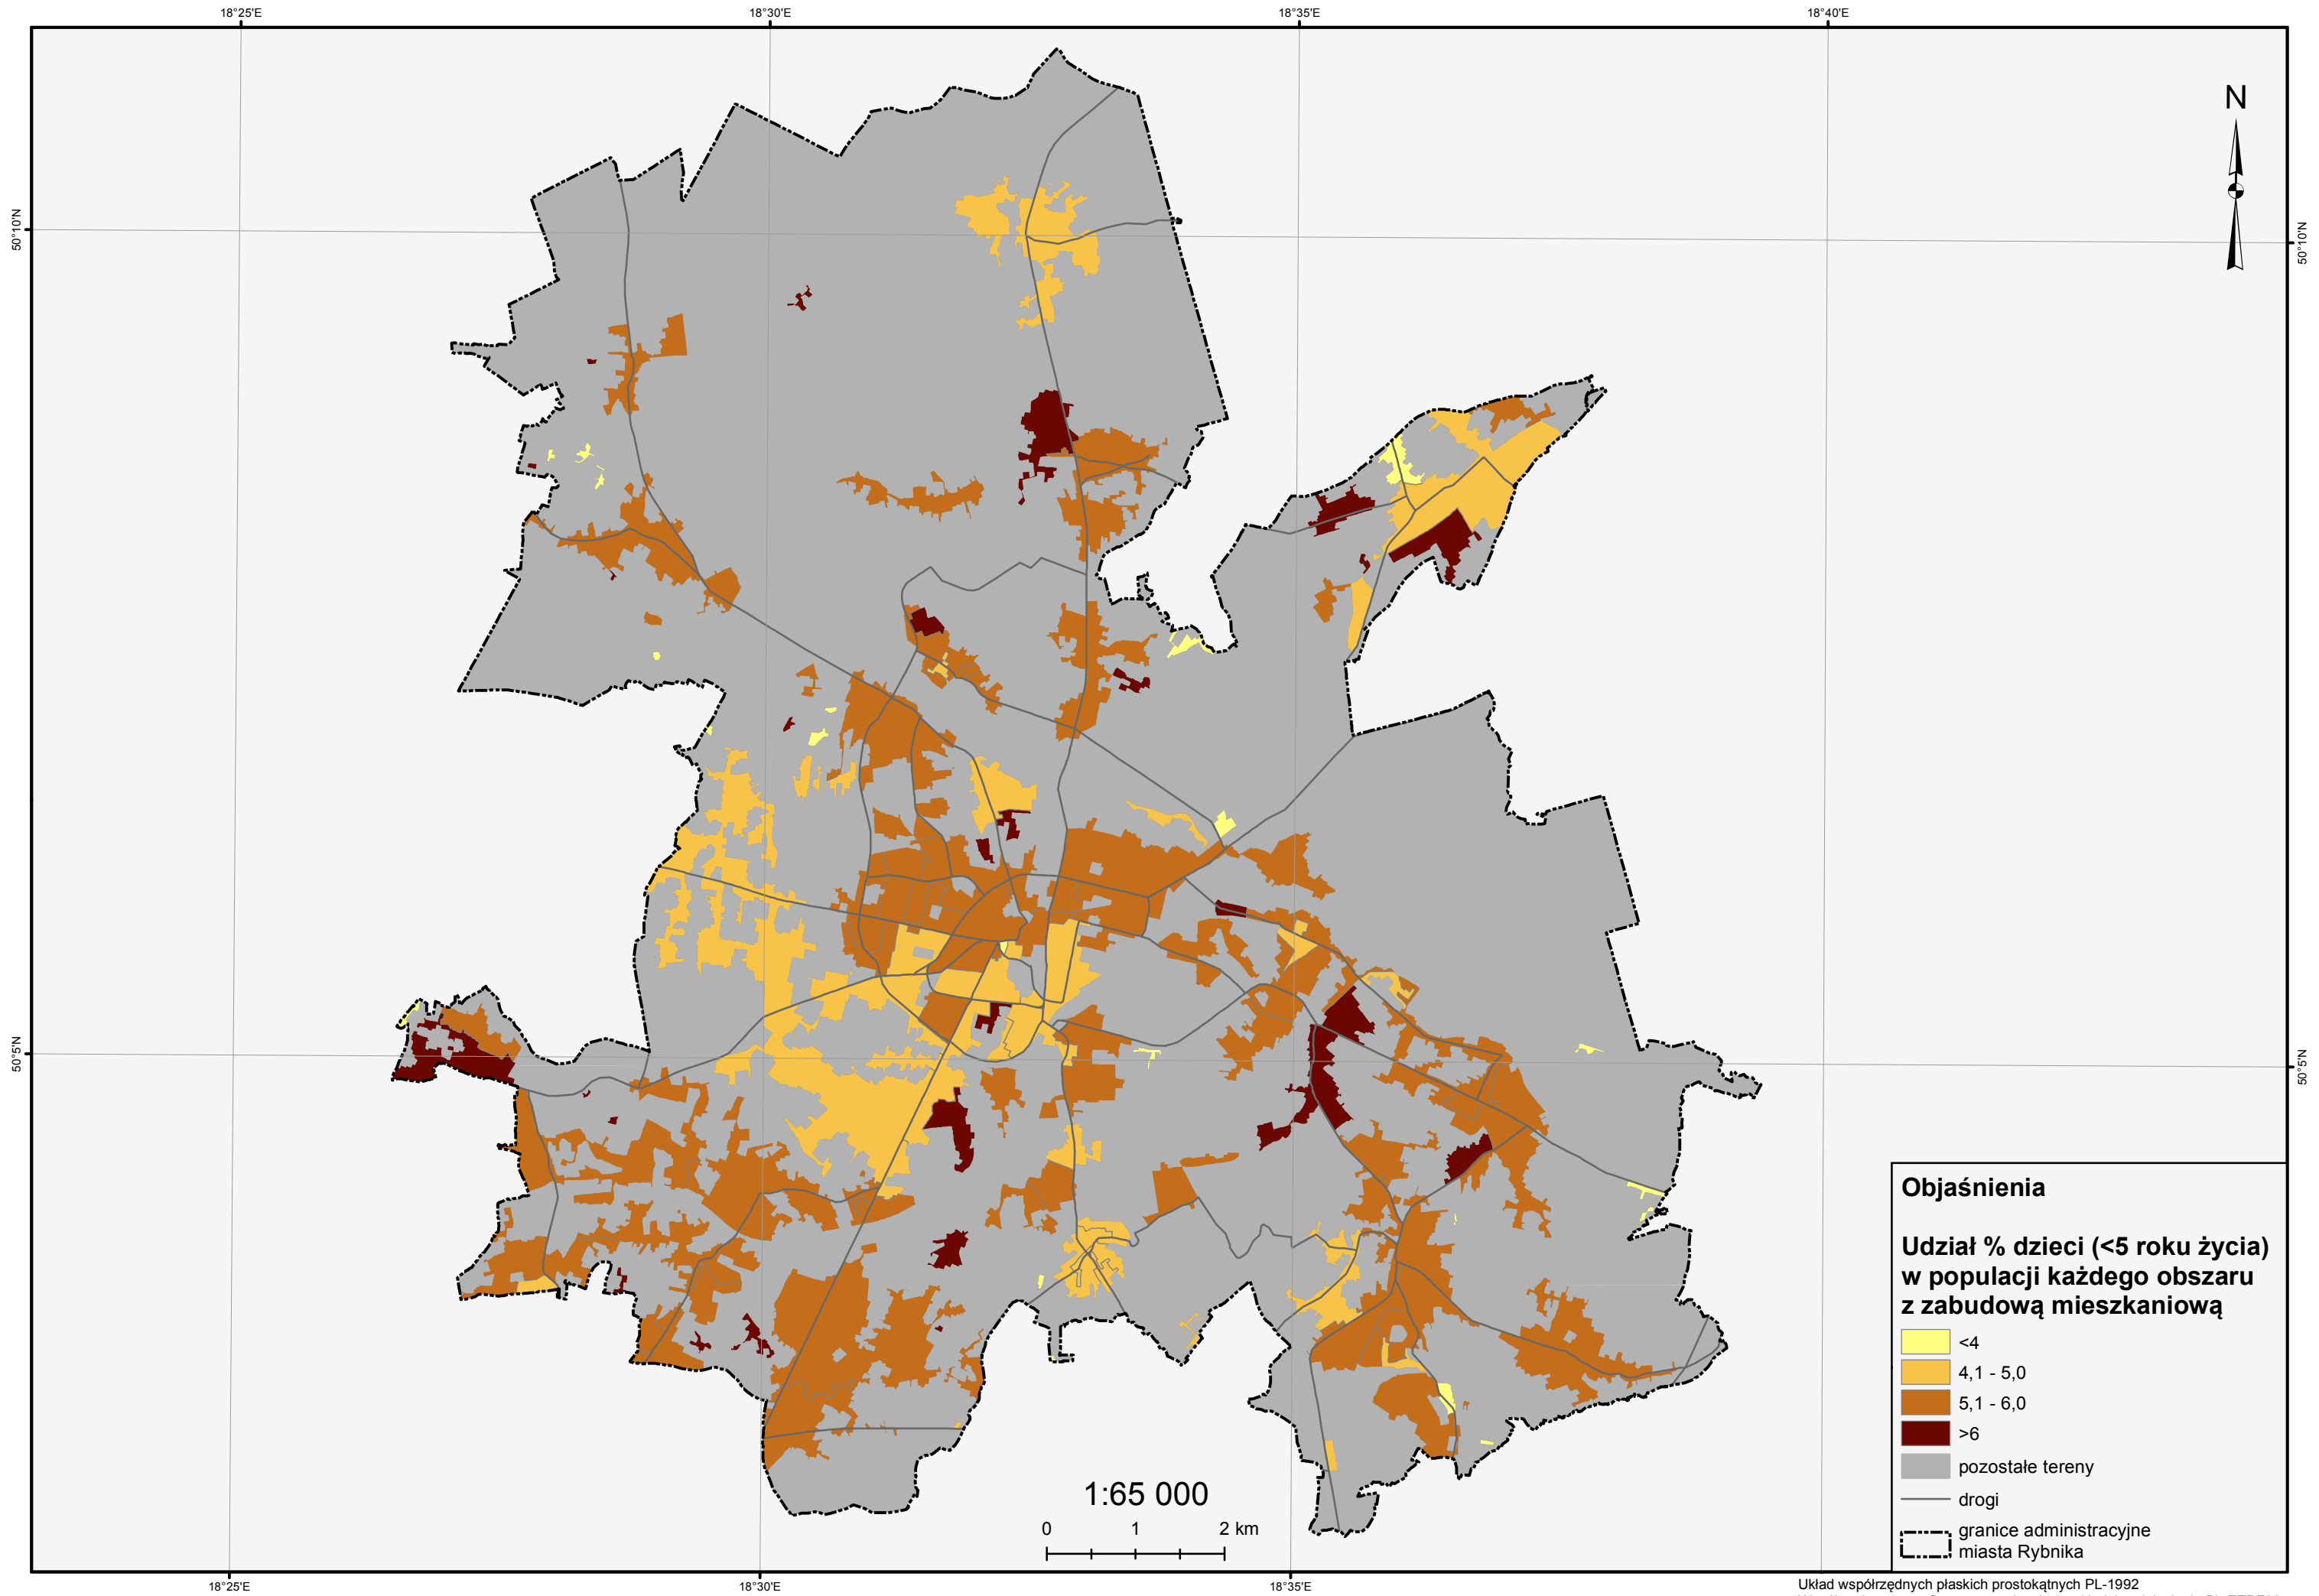 18°25'E
18°30'E
18°35'E
18°40'E
N
50°10'N
50°10'N
50°5'N
50°5'N
1:65 000
0 1 2 km
Objaśnienia
Udział % dzieci (<5 roku życia)
w populacji każdego obszaru
z zabudową mieszkaniową
<4
4,1 - 5,0
5,1 - 6,0
>6
pozostałe tereny
drogi
granice administracyjne
miasta Rybnika
18°25'E
18°30'E
18°35'E
Układ współrzędnych płaskich prostokątnych PL-1992